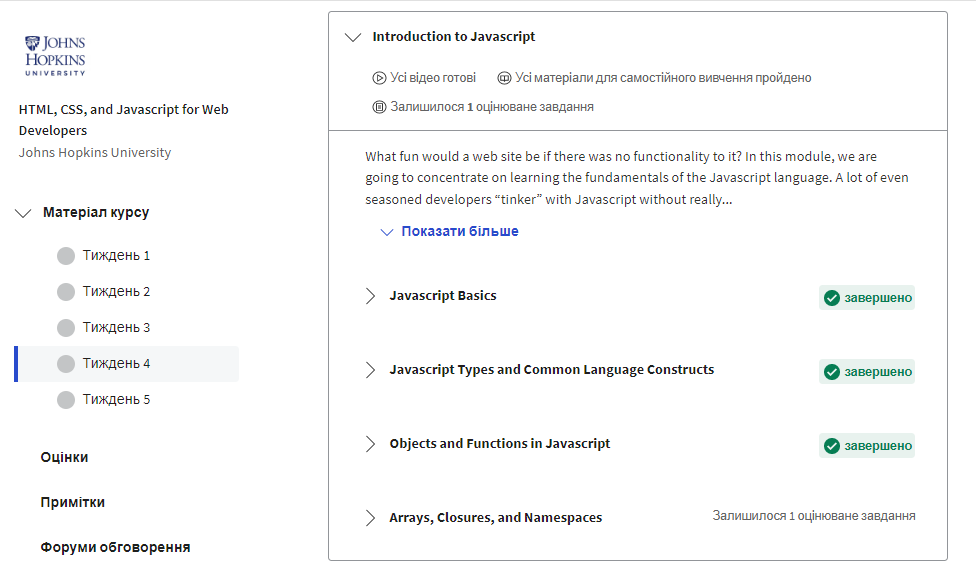 JOHNS
HOPKINS
UNIVERSITY
HTML, CSS, and Javascript for Web
Developers
Johns Hopkins University
Матеріал курсу
Тиждень 1
Тиждень 2
Тиждень 3
Тиждень 4
Тиждень 5
Оцінки
Примітки
Форуми обговорення
Introduction to Javascript
Усі відео готові Усі матеріали для самостійного вивчення пройдено
Залишилося 1 оцінюване завдання
What fun would a web site be if there was no functionality to it? In this module, we are
going to concentrate on learning the fundamentals of the Javascript language. A lot of even
seasoned developers “tinker” with Javascript without really...
Показати більше
Javascript Basics завершено
Javascript Types and Common Language Constructs завершено
Objects and Functions in Javascript завершено
Arrays, Closures, and Namespaces Залишилося 1 оцінюване завдання